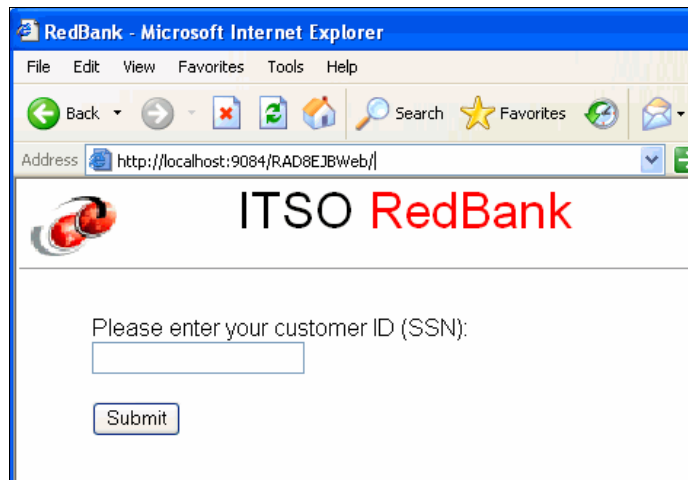 RedBank - Microsoft Internet Explorer
File Edit View Favorites Tools Help
Back Search Favorites
Address http://localhost:9084/RAD8EJBWeb/
ITSO RedBank
Please enter your customer ID (SSN):
Submit